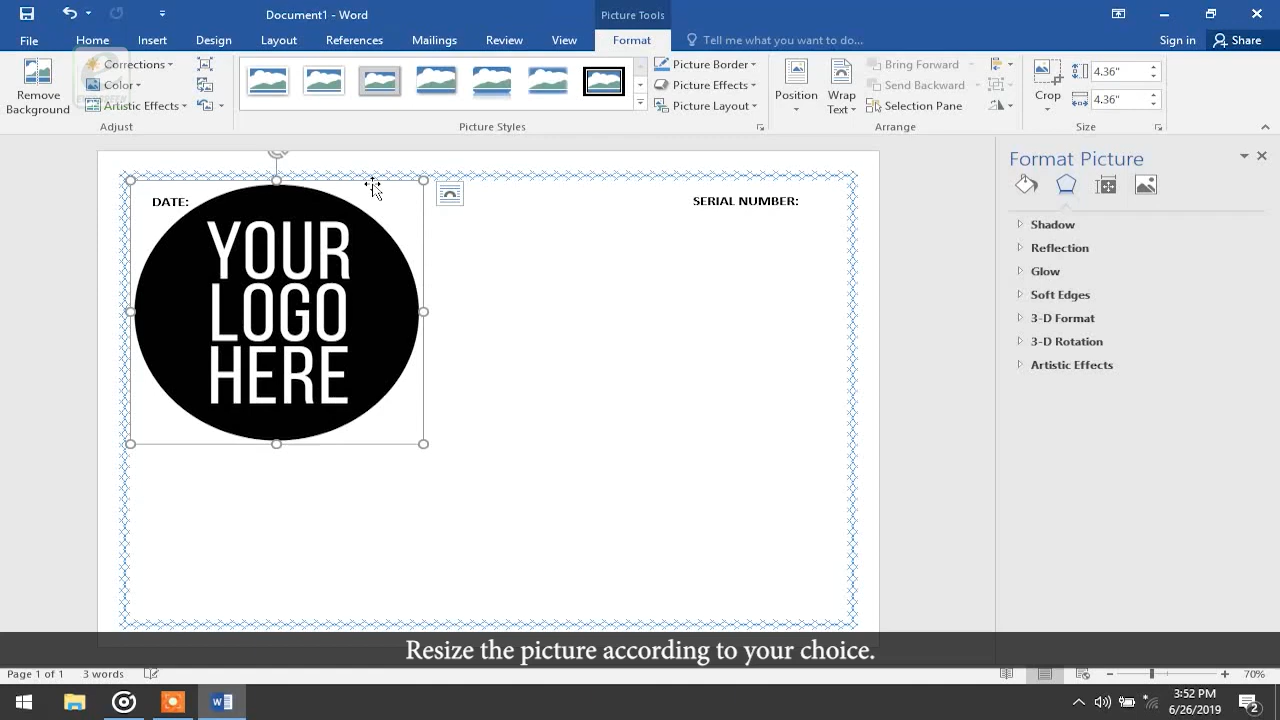 Document1 - Word
Picture Tools
File Home Insert Design Layout References Mailings Review View Format Tell me what you want to do... Sign in Share
Remove Background
Corrections
Color
Artistic Effects
Adjust
Picture Styles
Picture Border
Picture Effects
Picture Layout
Position
Wrap Text
Bring Forward
Send Backward
Selection Pane
Arrange
Crop
4.36"
4.36"
Size
Format Picture
Shadow
Reflection
Glow
Soft Edges
3-D Format
3-D Rotation
Artistic Effects
DATE:
SERIAL NUMBER:
YOUR
LOGO
HERE
Resize the picture according to your choice.
Page 1 of 1 3 words 70%
3:52 PM
6/26/2019
2